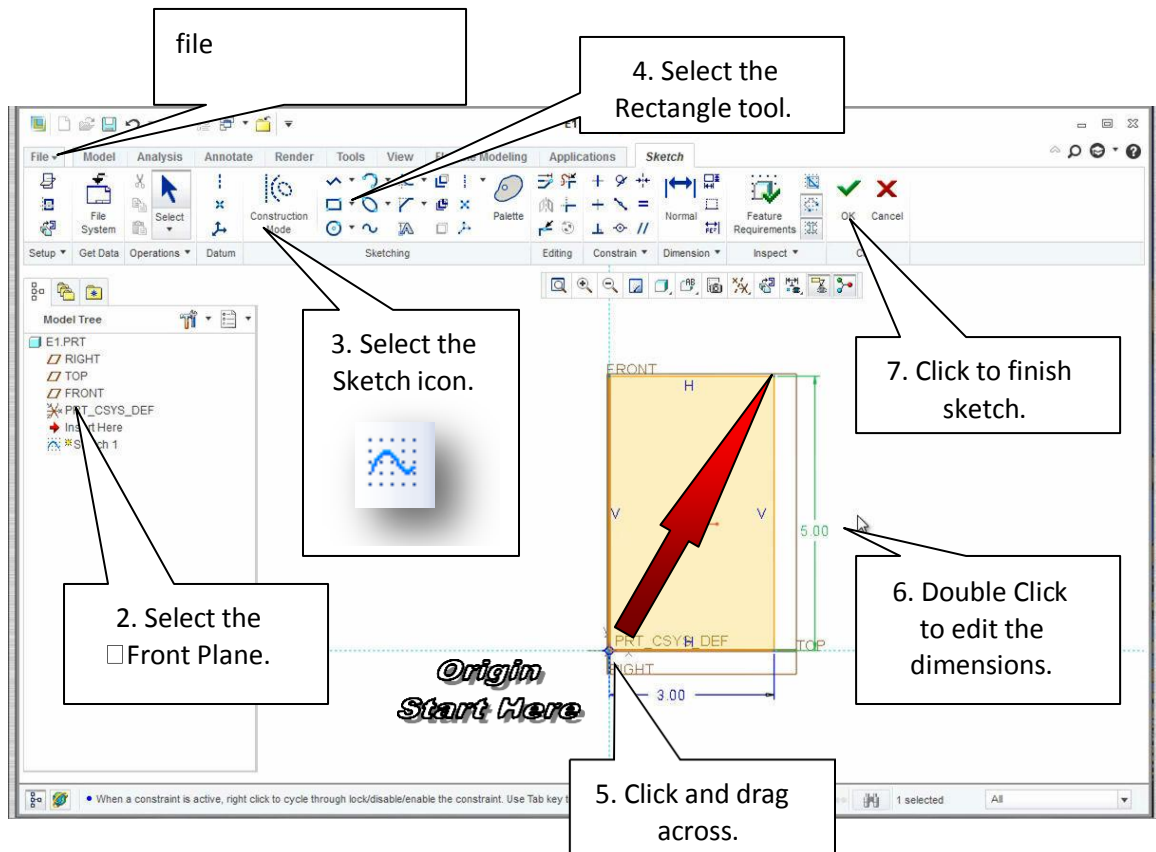 file
4. Select the
Rectangle tool.
File Model Analysis Annotate Render Tools View Modeling Applications Sketch
File System
Select
Construction Mode
Palette
Normal
Feature Requirements
OK Cancel
Setup Get Data Operations Datum Sketching Editing Constrain Dimension Inspect
Model Tree
E1.PRT
RIGHT
TOP
FRONT
PRT_CSYS_DEF
Insert Here
3. Select the
Sketch icon.
7. Click to finish
sketch.
FRONT
H
V V
5.00
6. Double Click
to edit the
dimensions.
2. Select the
□Front Plane.
PRT_CSYS_DEF
H
TOP
RIGHT
3.00
Origin
Start Here
5. Click and drag
across.
• When a constraint is active, right click to cycle through lock/disable/enable the constraint. Use Tab key
1 selected
All